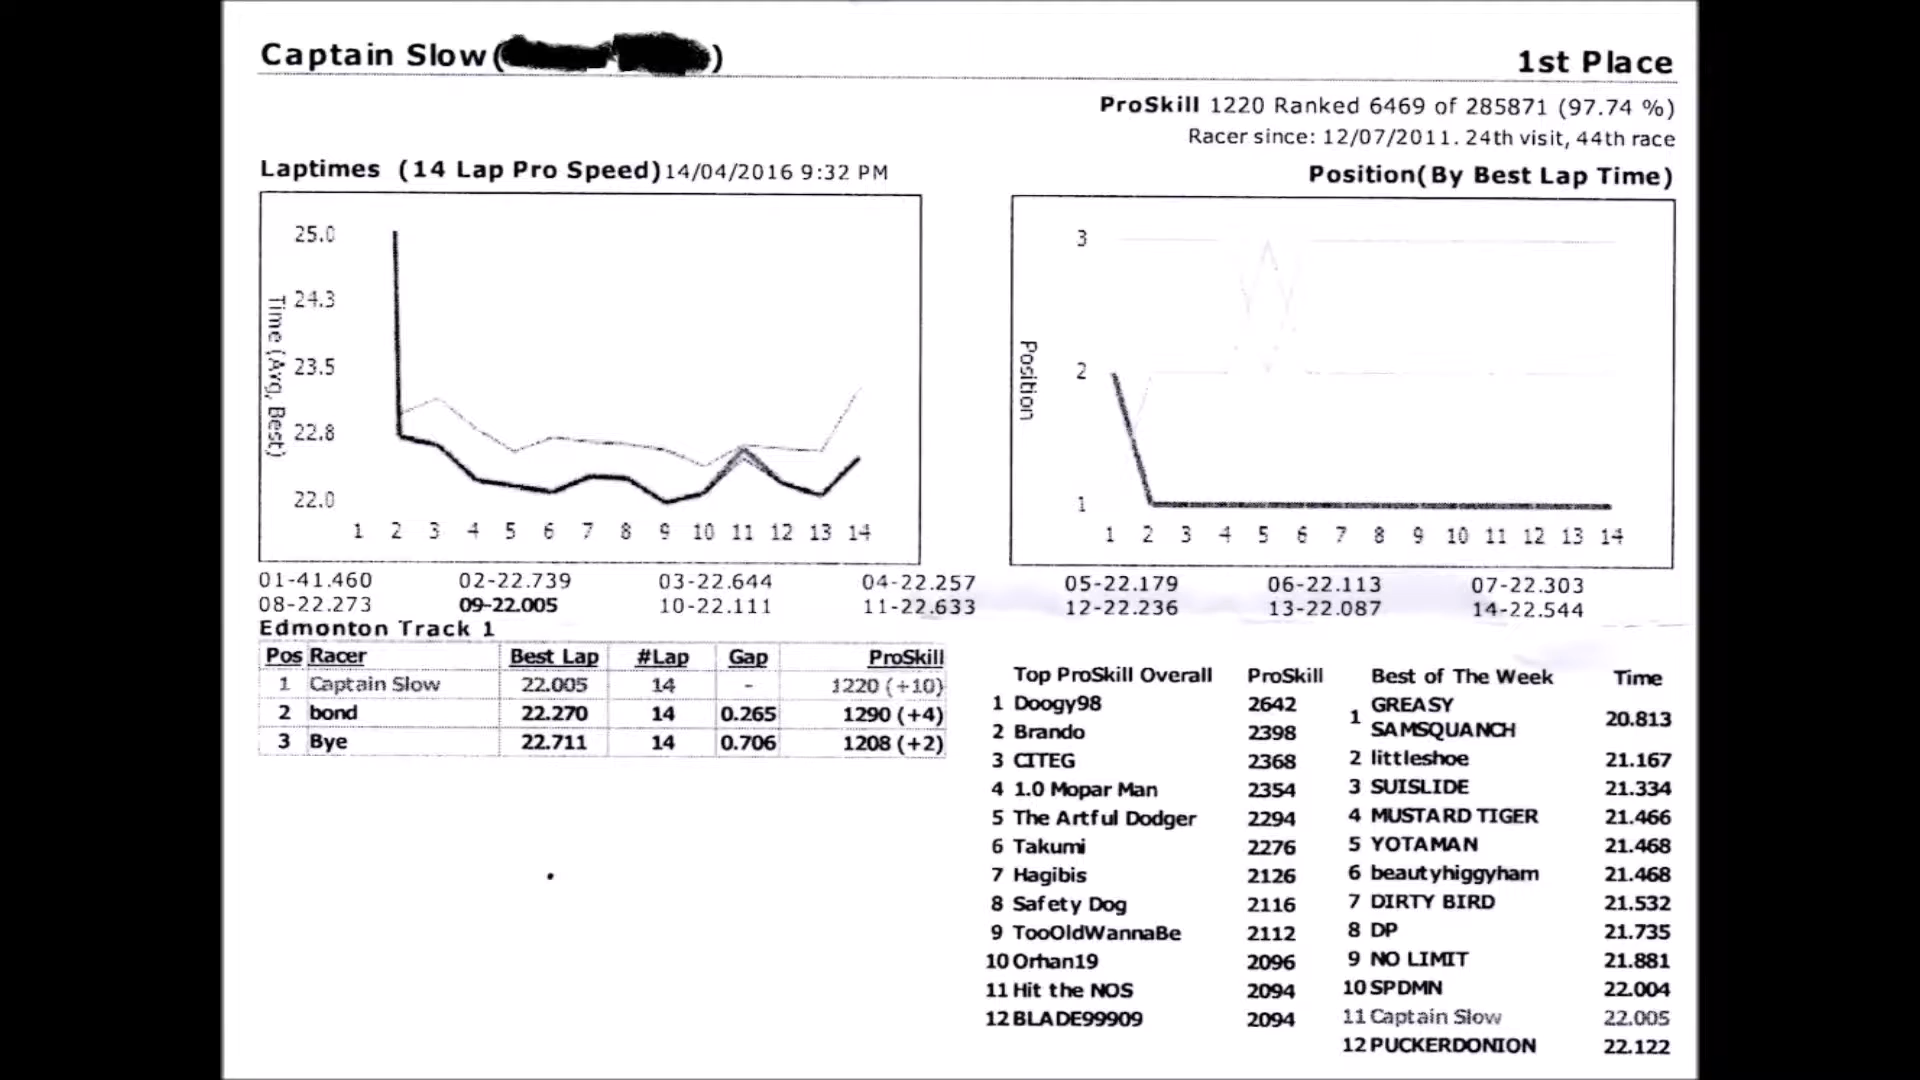 Captain Slow( )
1st Place
ProSkill 1220 Ranked 6469 of 285871 (97.74 %)
Racer since: 12/07/2011. 24th visit, 44th race
Laptimes (14 Lap Pro Speed)14/04/2016 9:32 PM
Position(By Best Lap Time)
Time (Avg, Best)
25.0
24.3
23.5
22.8
22.0
1 2 3 4 5 6 7 8 9 10 11 12 13 14
Position
3
2
1
1 2 3 4 5 6 7 8 9 10 11 12 13 14
01-41.460 02-22.739 03-22.644 04-22.257 05-22.179 06-22.113 07-22.303
08-22.273 09-22.005 10-22.111 11-22.633 12-22.236 13-22.087 14-22.544
Edmonton Track 1
Pos Racer Best Lap #Lap Gap ProSkill
1 Captain Slow 22.005 14 - 1220 (+10)
2 bond 22.270 14 0.265 1290 (+4)
3 Bye 22.711 14 0.706 1208 (+2)
Top ProSkill Overall ProSkill
1 Doogy98 2642
2 Brando 2398
3 CITEG 2368
4 1.0 Mopar Man 2354
5 The Artful Dodger 2294
6 Takumi 2276
7 Hagibis 2126
8 Safety Dog 2116
9 TooOldWannaBe 2112
10 Orhan19 2096
11 Hit the NOS 2094
12 BLADE99909 2094
Best of The Week Time
1 GREASY
SAMSQUANCH 20.813
2 littleshoe 21.167
3 SUISLIDE 21.334
4 MUSTARD TIGER 21.466
5 YOTAMAN 21.468
6 beautyhiggyham 21.468
7 DIRTY BIRD 21.532
8 DP 21.735
9 NO LIMIT 21.881
10 SPDMN 22.004
11 Captain Slow 22.005
12 PUCKERDONION 22.122